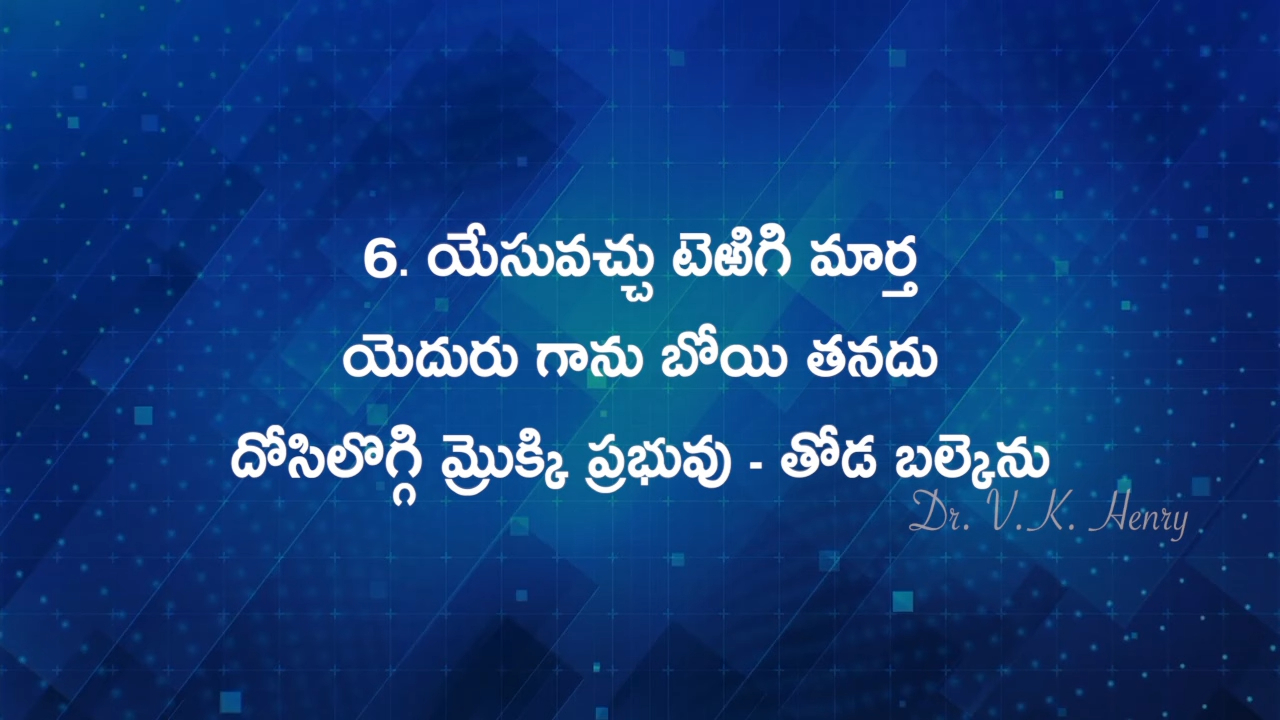 6. యేసువచ్చు టెఱిగి మార్త
యెదురు గాను బోయి తనదు
దోసిలొగ్గి మ్రొక్కి ప్రభువు - తోడ బల్కెను
Dr. V.K. Henry